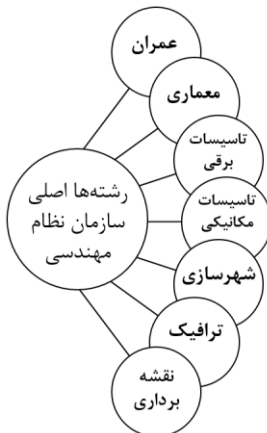 عمران
معماری
تاسیسات
برقی
تاسیسات
مکانیکی
رشته‌ها اصلی
سازمان نظام
مهندسی
شهرسازی
ترافیک
نقشه
برداری